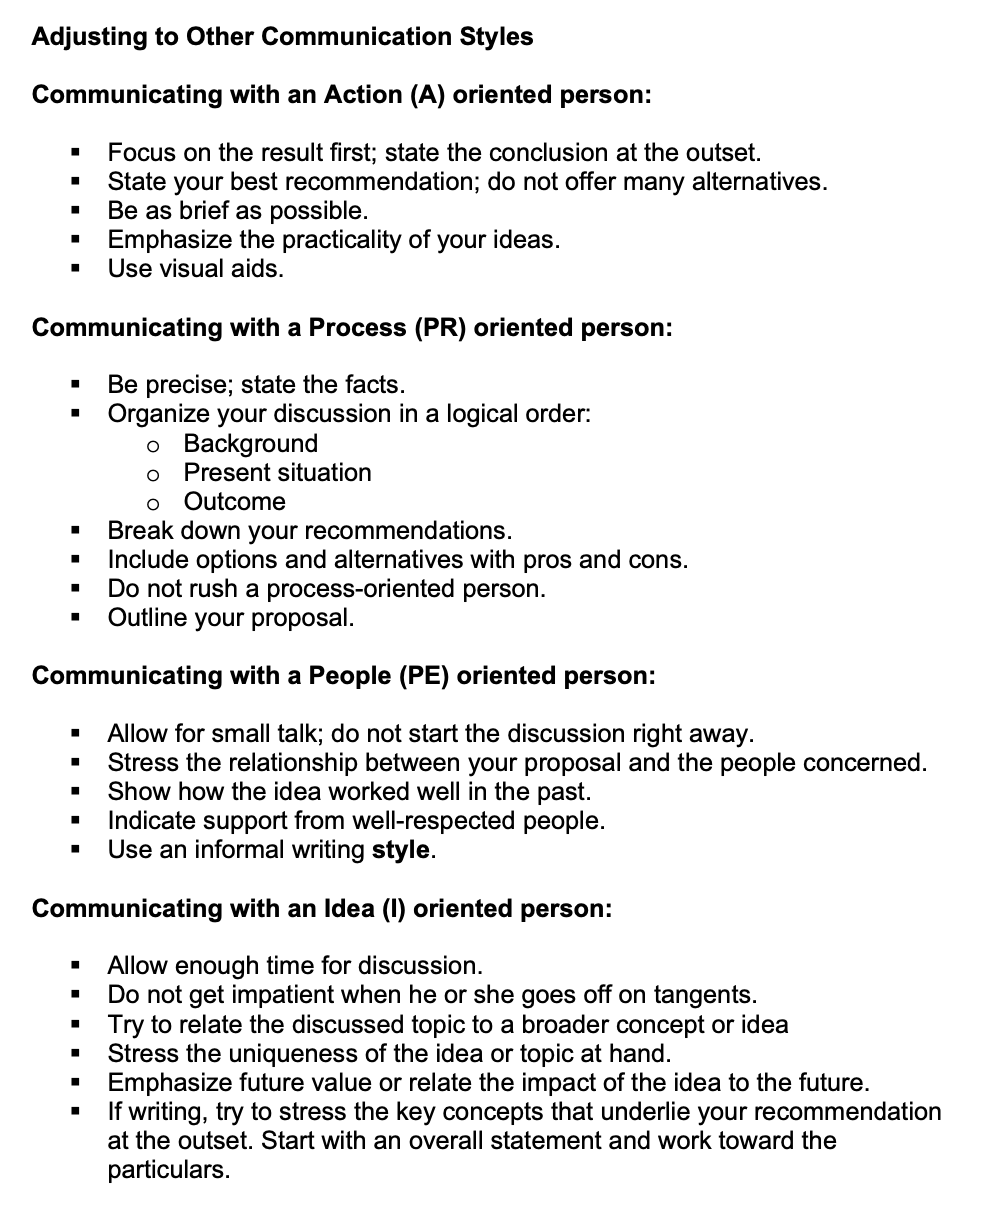 Adjusting to Other Communication Styles
Communicating with an Action (A) oriented person:
▪ Focus on the result first; state the conclusion at the outset.
▪ State your best recommendation; do not offer many alternatives.
▪ Be as brief as possible.
▪ Emphasize the practicality of your ideas.
▪ Use visual aids.
Communicating with a Process (PR) oriented person:
▪ Be precise; state the facts.
▪ Organize your discussion in a logical order:
o Background
o Present situation
o Outcome
▪ Break down your recommendations.
▪ Include options and alternatives with pros and cons.
▪ Do not rush a process-oriented person.
▪ Outline your proposal.
Communicating with a People (PE) oriented person:
▪ Allow for small talk; do not start the discussion right away.
▪ Stress the relationship between your proposal and the people concerned.
▪ Show how the idea worked well in the past.
▪ Indicate support from well-respected people.
▪ Use an informal writing style.
Communicating with an Idea (I) oriented person:
▪ Allow enough time for discussion.
▪ Do not get impatient when he or she goes off on tangents.
▪ Try to relate the discussed topic to a broader concept or idea
▪ Stress the uniqueness of the idea or topic at hand.
▪ Emphasize future value or relate the impact of the idea to the future.
▪ If writing, try to stress the key concepts that underlie your recommendation
at the outset. Start with an overall statement and work toward the
particulars.